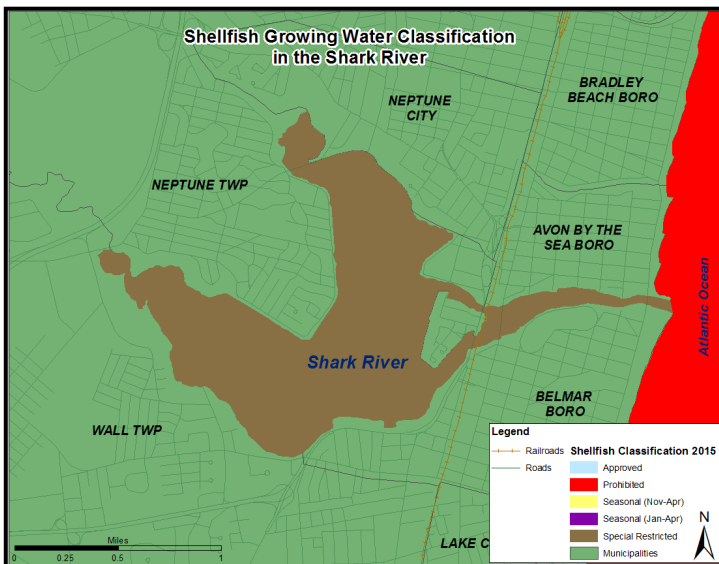 Shellfish Growing Water Classification
in the Shark River
BRADLEY
BEACH BORO
NEPTUNE
CITY
NEPTUNE TWP
AVON BY THE
SEA BORO
Atlantic Ocean
Shark River
BELMAR
BORO
WALL TWP
LAKE C
Legend
Railroads
Roads
Shellfish Classification 2015
Approved
Prohibited
Seasonal (Nov-Apr)
Seasonal (Jan-Apr)
Special Restricted
Municipalities
N
Miles
0 0.25 0.5 1